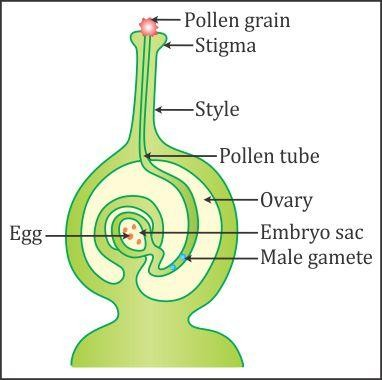 Pollen grain
Stigma
Style
Pollen tube
Ovary
Egg
Embryo sac
Male gamete